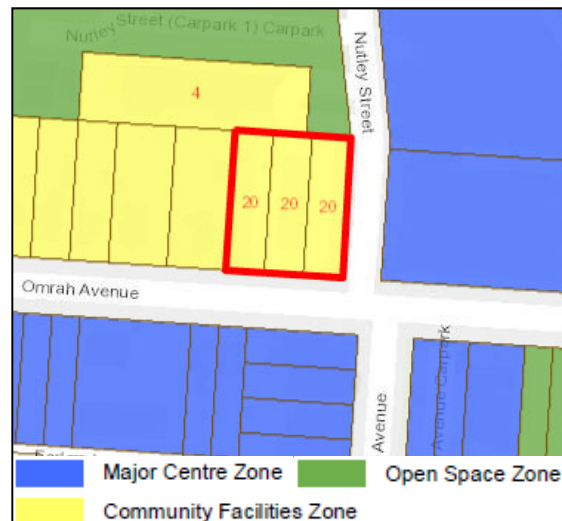 Nutley Street (Carpark 1) Carpark
Nutley Street
4
20 20 20
Omrah Avenue
Avenue
Avenue Carpark
Major Centre Zone
Open Space Zone
Community Facilities Zone